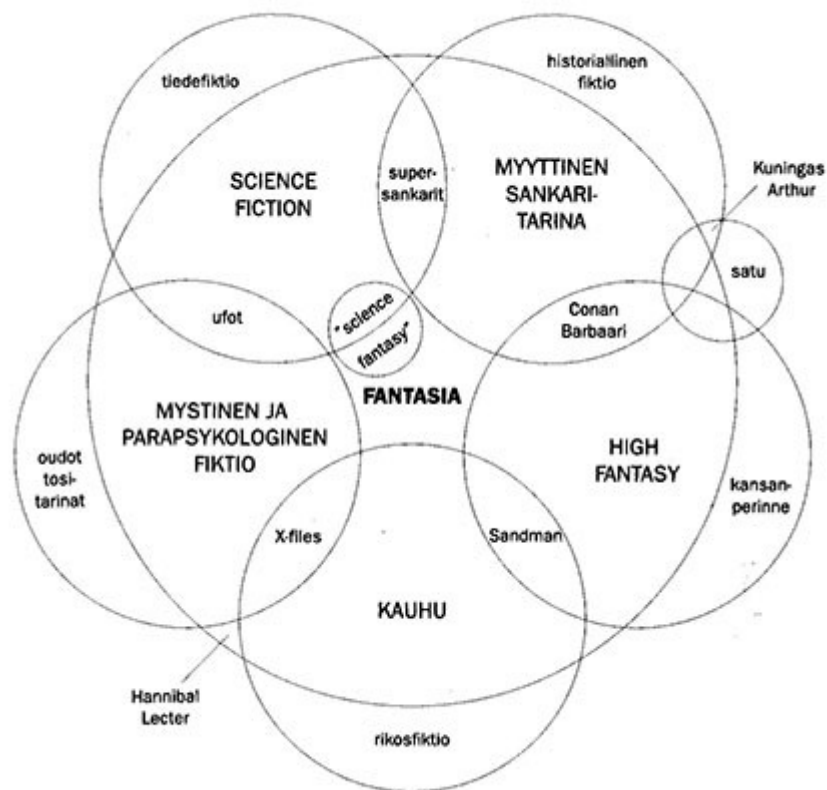 tiedefiktio
historiallinen
fiktio
SCIENCE
FICTION
super-
sankarit
MYYTTINEN
SANKARI-
TARINA
Kuningas
Arthur
satu
ufot
"science
fantasy"
Conan
Barbaari
FANTASIA
MYSTINEN JA
PARAPSYKOLOGINEN
FIKTIO
oudot
tosi-
tarinat
HIGH
FANTASY
kansan-
perinne
X-files
Sandman
KAUHU
Hannibal
Lecter
rikosfiktio